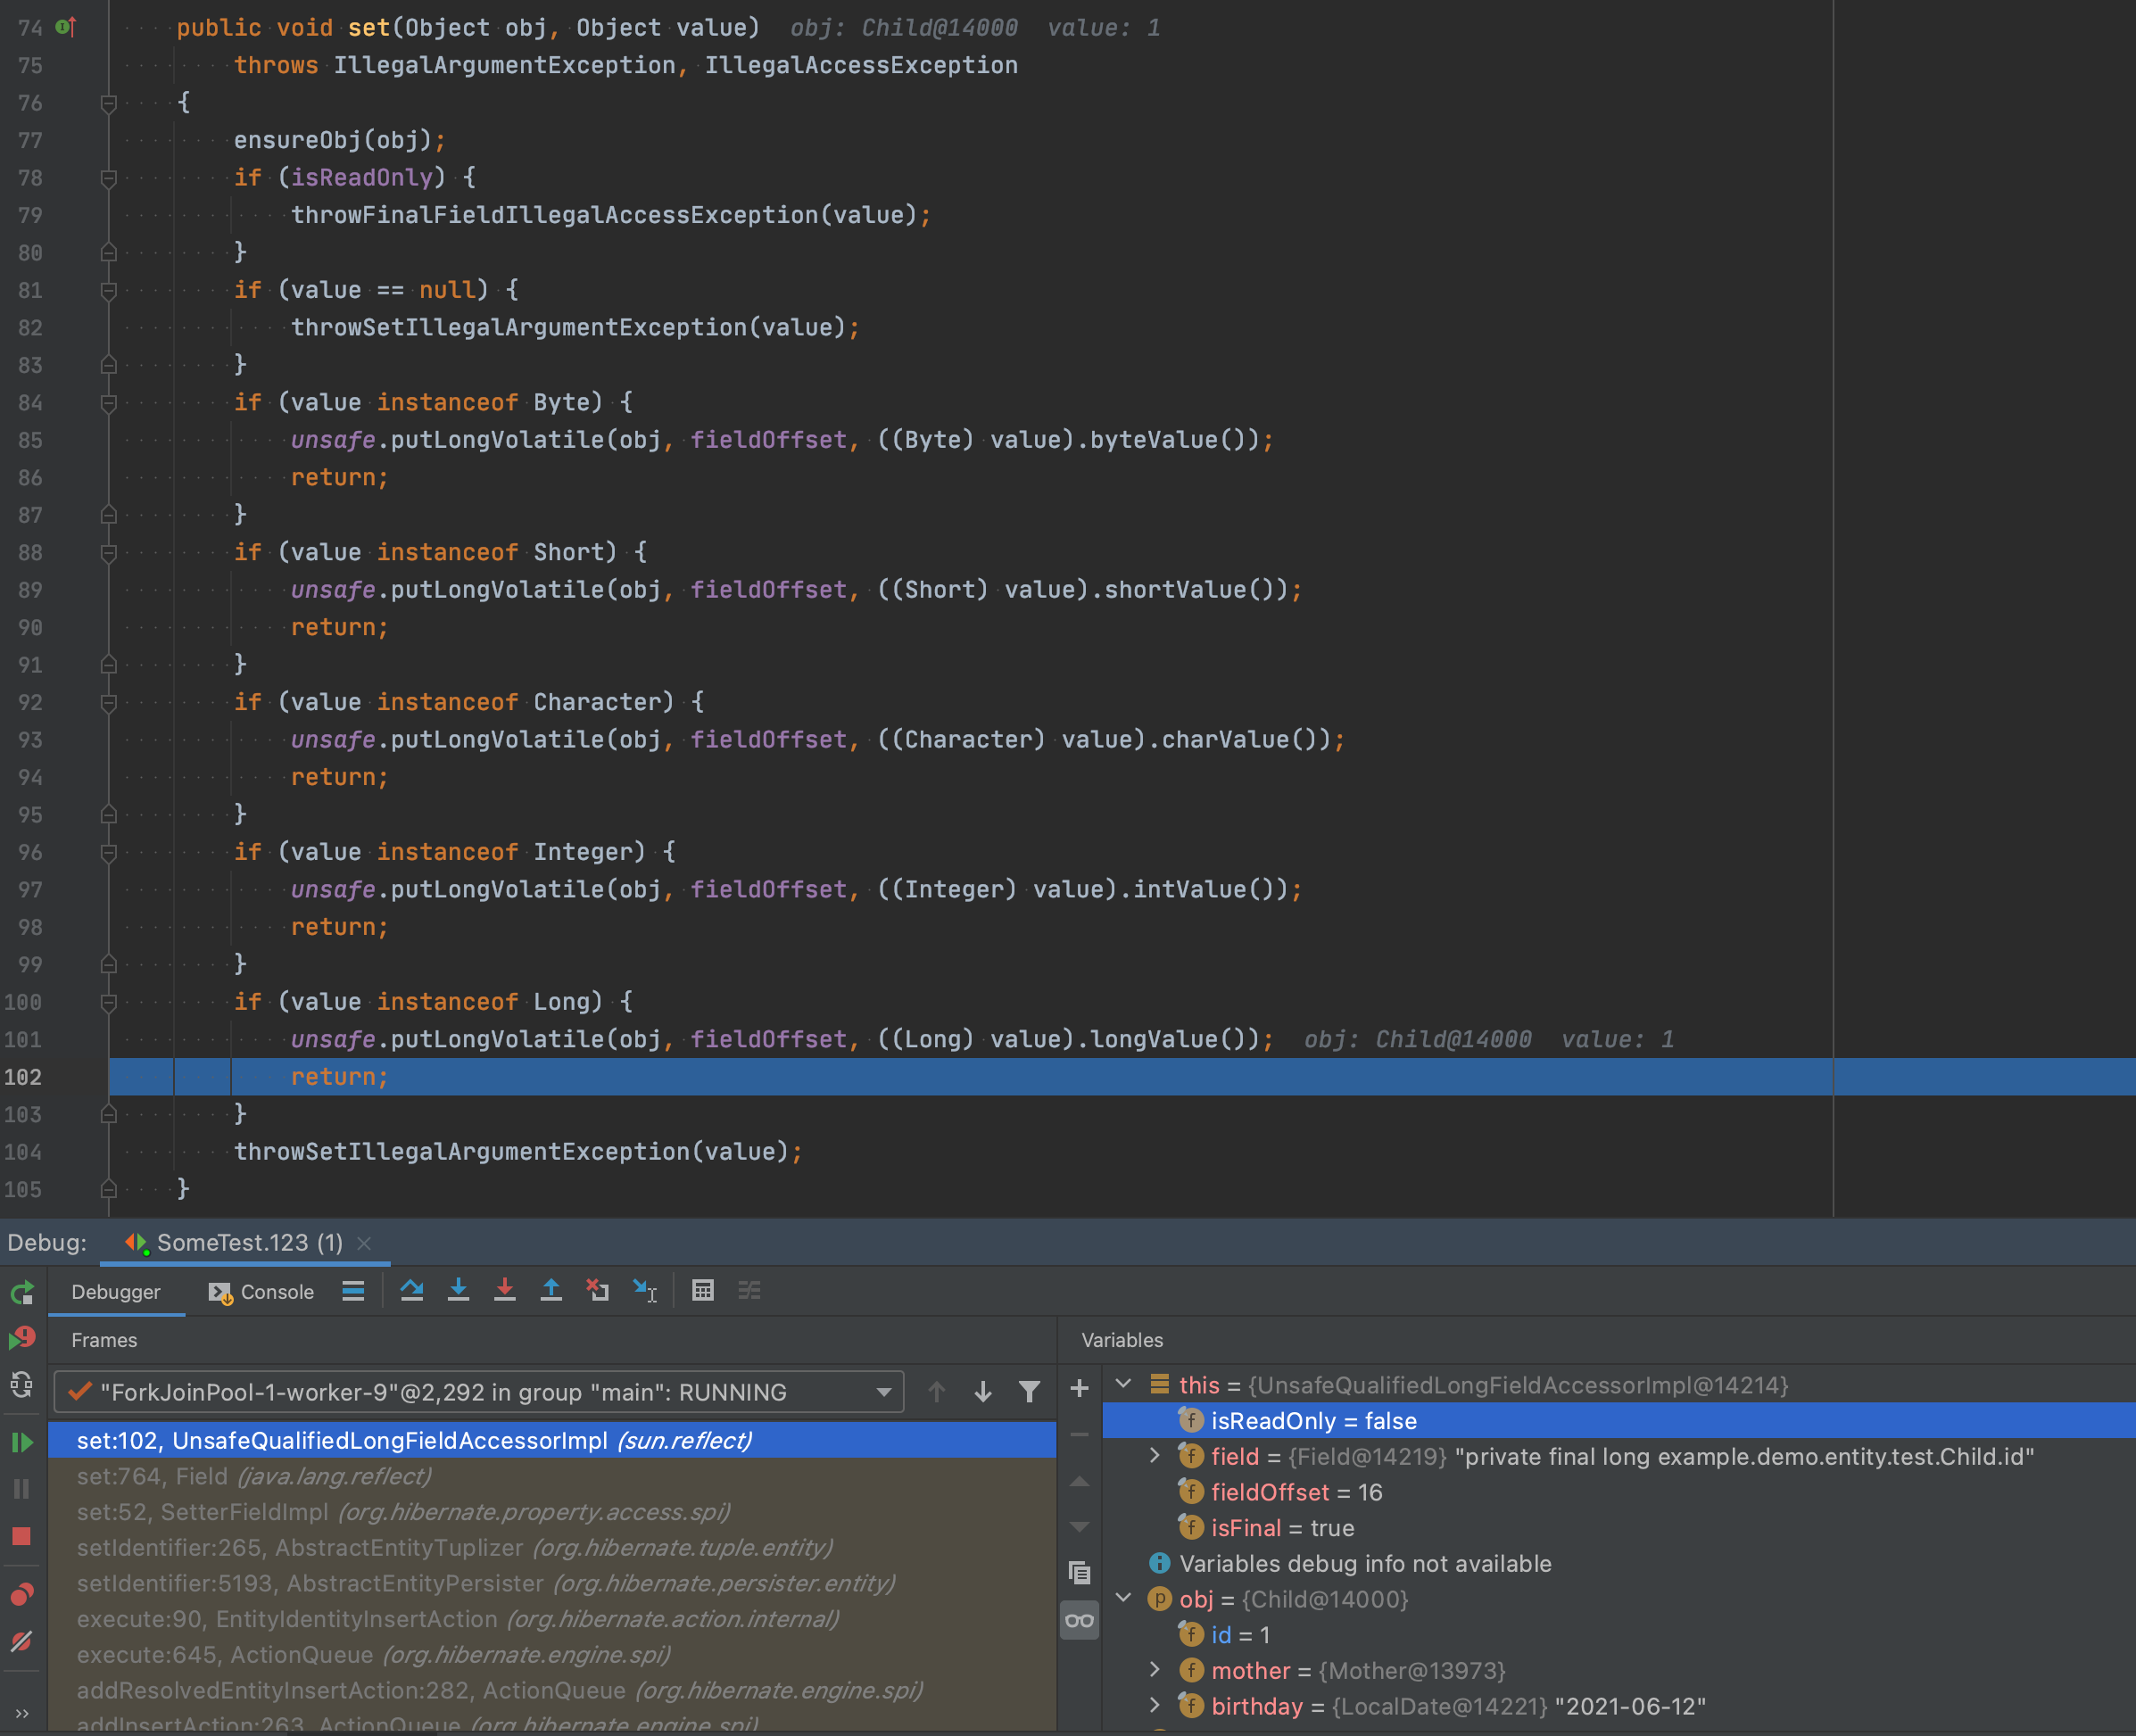 74 public void set(Object obj, Object value) obj: Child@14000 value: 1
75 throws IllegalArgumentException, IllegalAccessException
76 {
77 ensureObj(obj);
78 if (isReadOnly) {
79 throwFinalFieldIllegalAccessException(value);
80 }
81 if (value == null) {
82 throwSetIllegalArgumentException(value);
83 }
84 if (value instanceof Byte) {
85 unsafe.putLongVolatile(obj, fieldOffset, ((Byte) value).byteValue());
86 return;
87 }
88 if (value instanceof Short) {
89 unsafe.putLongVolatile(obj, fieldOffset, ((Short) value).shortValue());
90 return;
91 }
92 if (value instanceof Character) {
93 unsafe.putLongVolatile(obj, fieldOffset, ((Character) value).charValue());
94 return;
95 }
96 if (value instanceof Integer) {
97 unsafe.putLongVolatile(obj, fieldOffset, ((Integer) value).intValue());
98 return;
99 }
100 if (value instanceof Long) {
101 unsafe.putLongVolatile(obj, fieldOffset, ((Long) value).longValue()); obj: Child@14000 value: 1
102 return;
103 }
104 throwSetIllegalArgumentException(value);
105 }
Debug: SomeTest.123 (1)
Debugger Console
Frames
"ForkJoinPool-1-worker-9"@2,292 in group "main": RUNNING
set:102, UnsafeQualifiedLongFieldAccessorImpl (sun.reflect)
set:764, Field (java.lang.reflect)
set:52, SetterFieldImpl (org.hibernate.property.access.spi)
setIdentifier:265, AbstractEntityTuplizer (org.hibernate.tuple.entity)
setIdentifier:5193, AbstractEntityPersister (org.hibernate.persister.entity)
execute:90, EntityIdentityInsertAction (org.hibernate.action.internal)
execute:645, ActionQueue (org.hibernate.engine.spi)
addResolvedEntityInsertAction:282, ActionQueue (org.hibernate.engine.spi)
addInsertAction:263, ActionQueue (org.hibernate.engine.spi)
Variables
this = {UnsafeQualifiedLongFieldAccessorImpl@14214}
isReadOnly = false
field = {Field@14219} "private final long example.demo.entity.test.Child.id"
fieldOffset = 16
isFinal = true
Variables debug info not available
obj = {Child@14000}
id = 1
mother = {Mother@13973}
birthday = {LocalDate@14221} "2021-06-12"